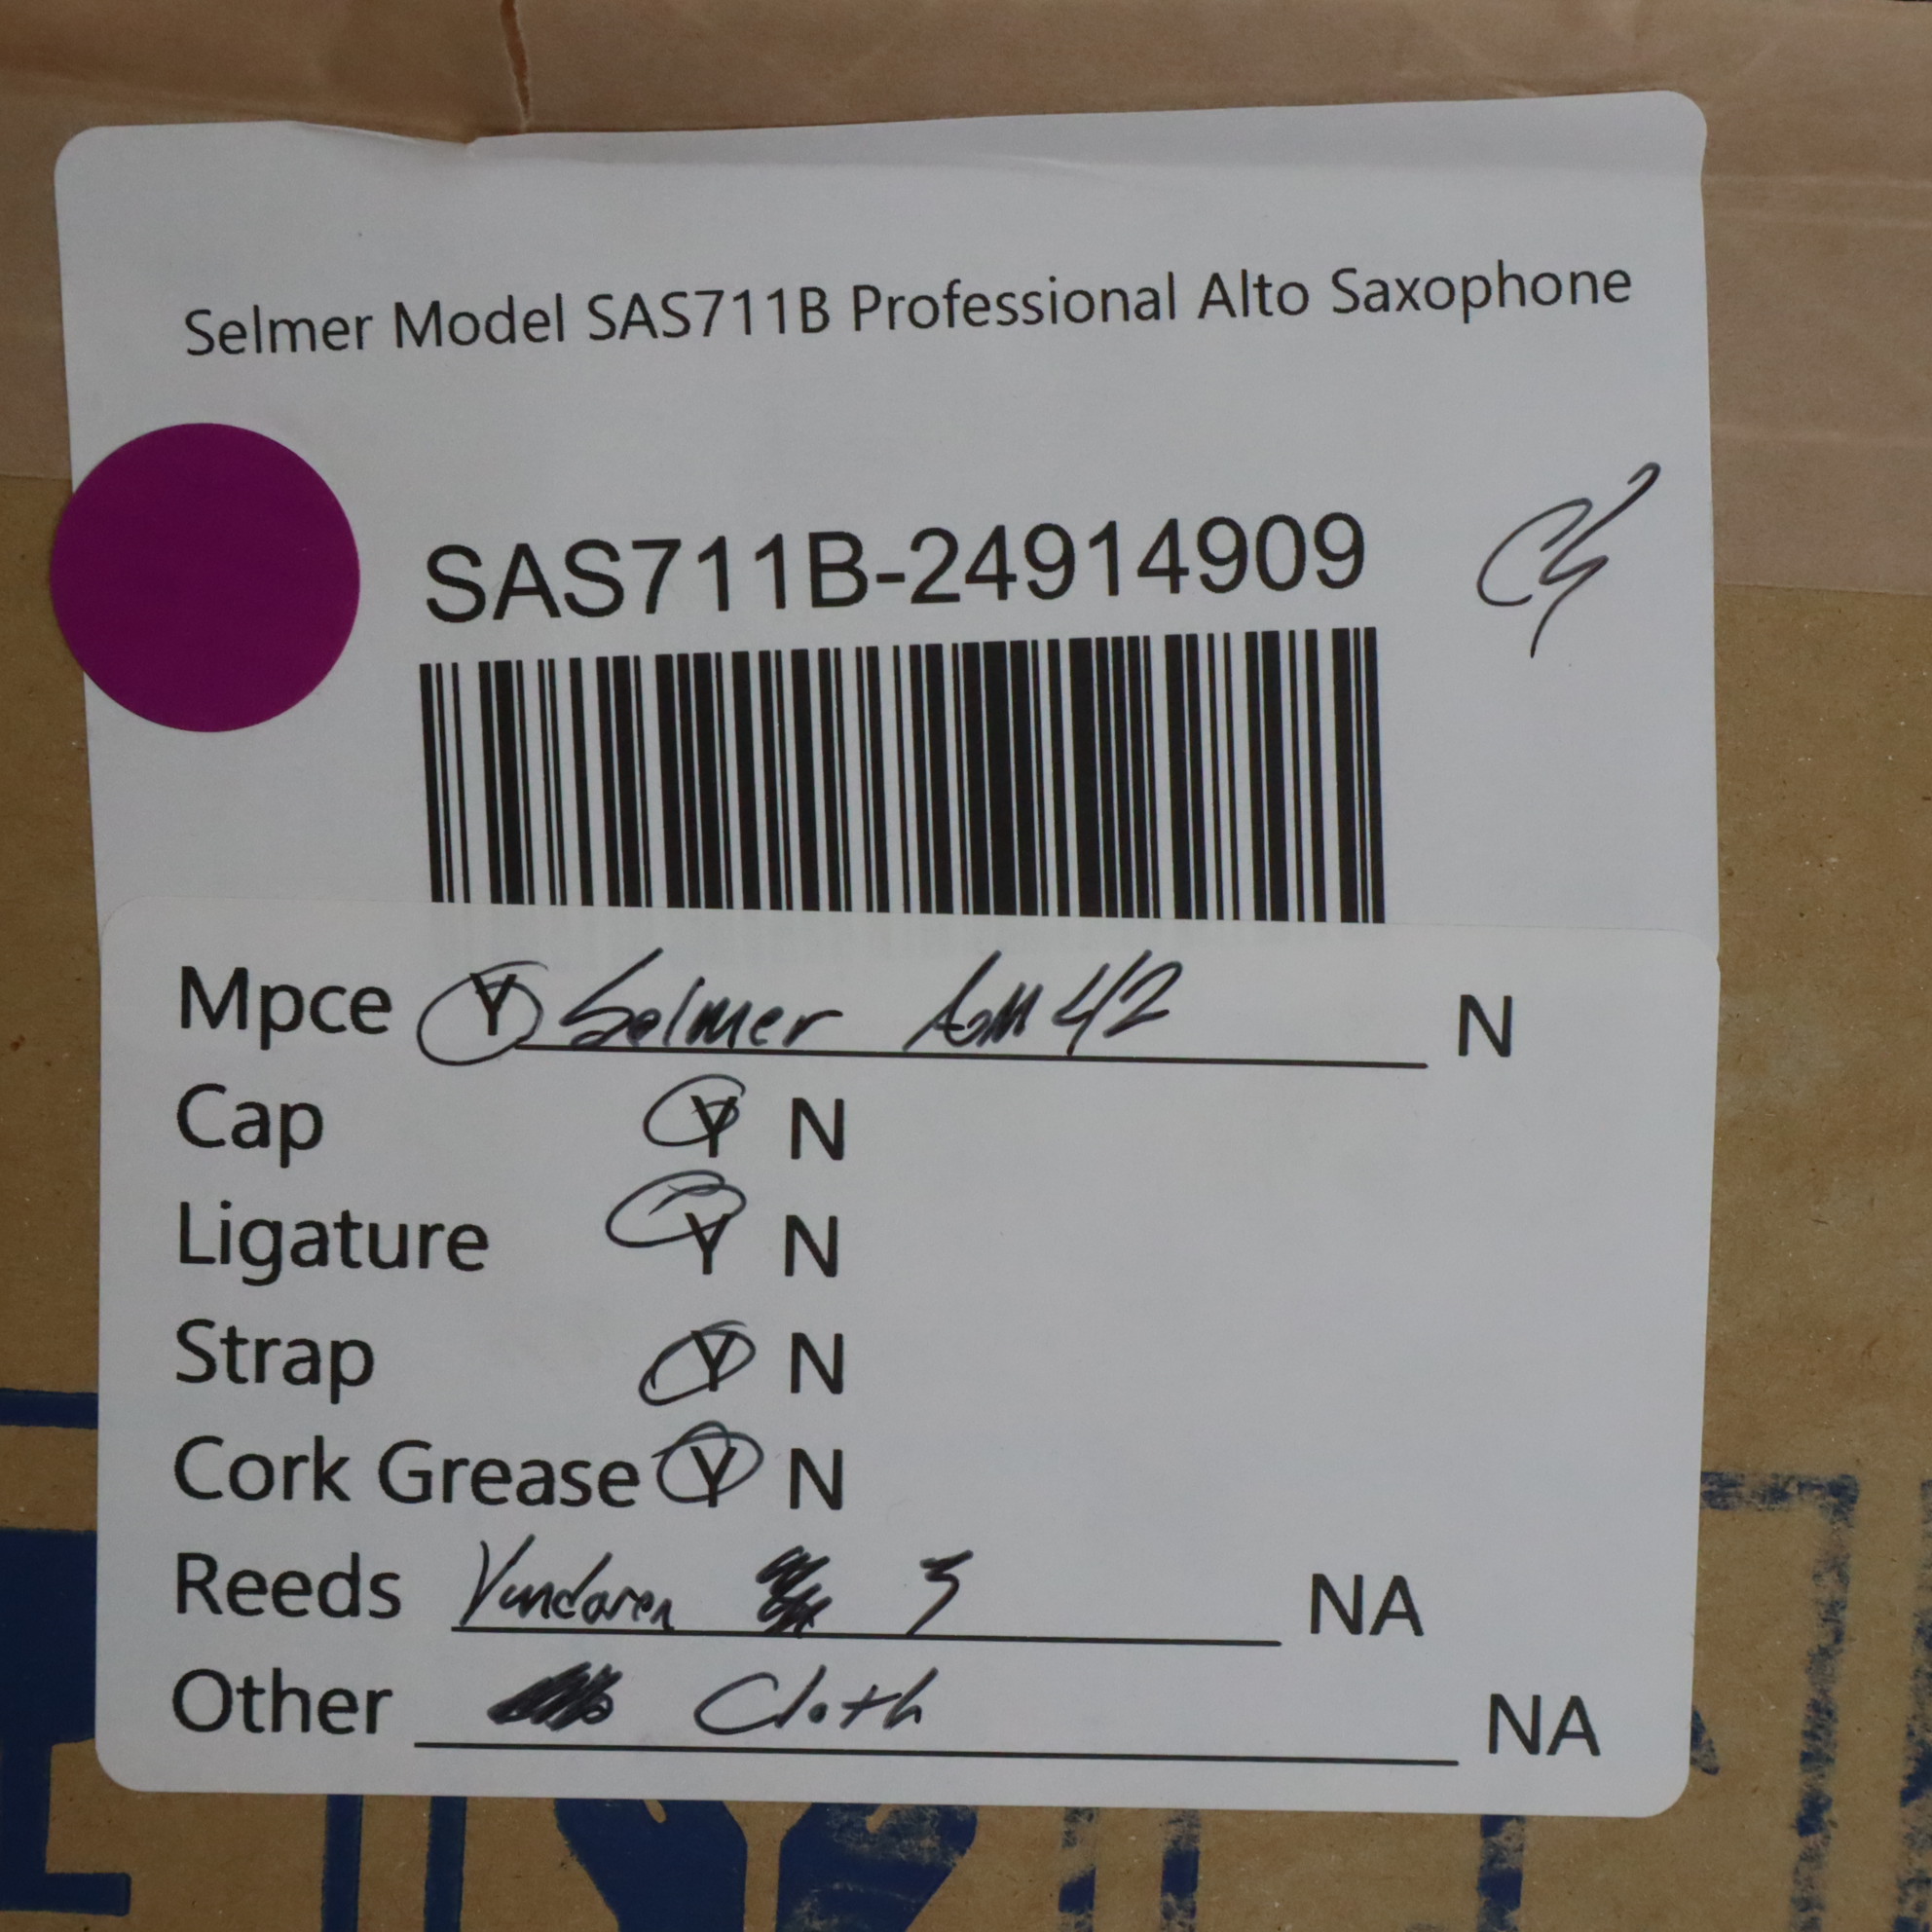 Selmer Model SAS711B Professional Alto Saxophone
SAS711B-24914909
Mpce Y Selmer 42 N
Cap Y N
Ligature Y N
Strap Y N
Cork Grease Y N
Reeds Vandoren 3 NA
Other Cloth NA